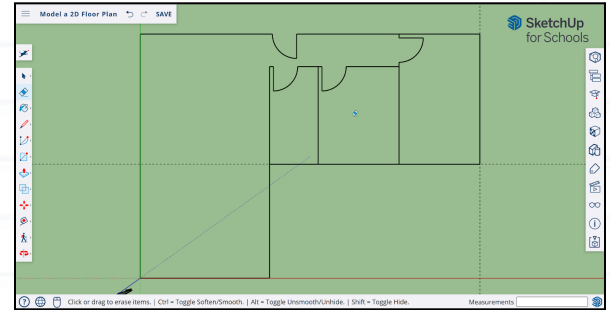 Model a 2D Floor Plan SAVE
SketchUp
for Schools
Click or drag to erase items. | Ctrl = Toggle Soften/Smooth. | Alt = Toggle Unsmooth/Unhide. | Shift = Toggle Hide. Measurements